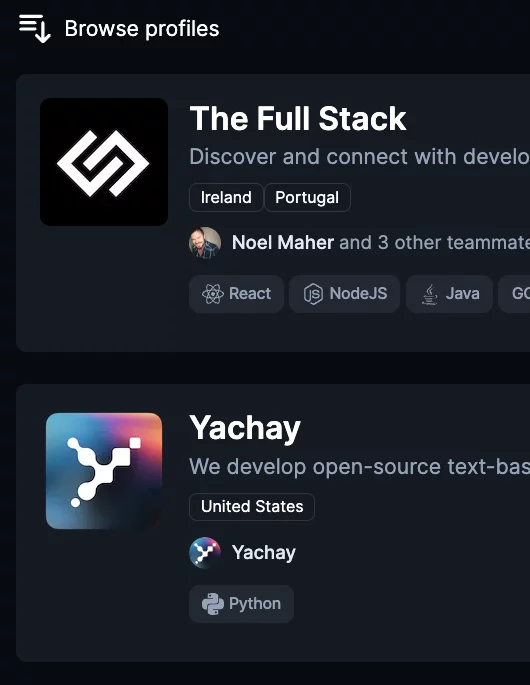 Browse profiles
The Full Stack
Discover and connect with develo
Ireland Portugal
Noel Maher and 3 other teammate
React NodeJS Java GO
Yachay
We develop open-source text-bas
United States
Yachay
Python